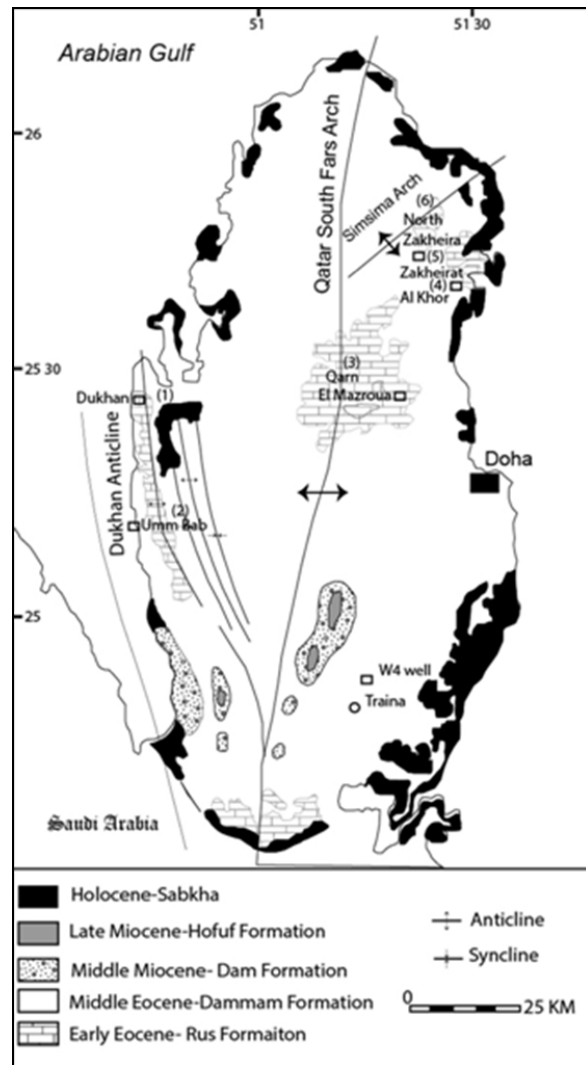 51
51 30
Arabian Gulf
26
Qatar South Fars Arch
Simsima Arch
(6)
North
Zakheira
(5)
Zakheirat
(4)
Al Khor
25 30
(3)
Qarn
El Mazroua
Dukhan
(1)
Doha
Dukhan Anticline
(2)
Umm Bab
25
W4 well
Traina
Saudi Arabia
Holocene-Sabkha
Late Miocene-Hofuf Formation
Middle Miocene- Dam Formation
Middle Eocene-Dammam Formation
Early Eocene- Rus Formaiton
Anticline
Syncline
0
25 KM